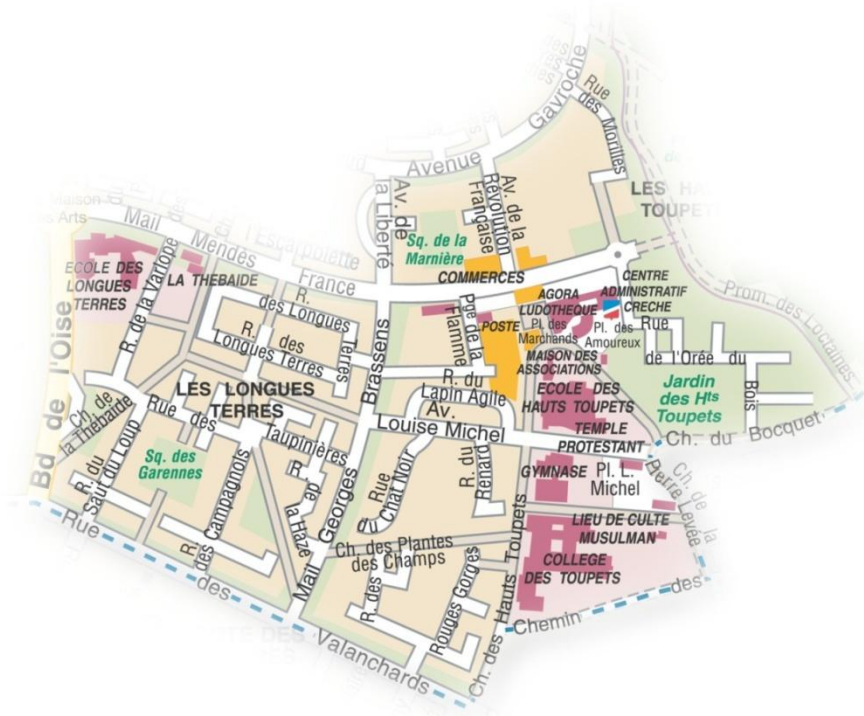 Avenue
Gavroche
Rue
des Morilles
LES
TOUPETS
Av. de
la Liberté
Av. de la
Révolution
Française
Sq. de la
Marnière
COMMERCES
Mail
Mendès
France
l'Escarpolette
Maison
des Arts
ECOLE DES
LONGUES
TERRES
LA THEBAIDE
R. de la Varione
Bd de l'Oise
R.
des Longues
Terres
R. des
Longues Terres
LES LONGUES
TERRES
Ch. de
la Thébaïde
Rue des
Taupinières
Sq. des
Garennes
R. du
Saut du Loup
R.
des Campagnols
R. de
la Haze
Mail Georges Brassens
Pge de la
Flamme
POSTE
AGORA
LUDOTHEQUE
Pl. des
Marchands
CENTRE
ADMINISTRATIF
CRECHE
Pl. des
Amoureux
MAISON DES
ASSOCIATIONS
Rue
de l'Orée du
Bois
Prom. des Loctaines
Jardin
des Hts
Toupets
R. du
Lapin Agile
Av.
Louise Michel
ECOLE DES
HAUTS TOUPETS
TEMPLE
PROTESTANT
Ch. du Bocquet
Rue
du Chat Noir
R. du
Renard
GYMNASE
Pl. L.
Michel
Ch. de la
Pierre Levée
LIEU DE CULTE
MUSULMAN
COLLEGE
DES TOUPETS
Ch. des Plantes
des Champs
R. des
Rouges Gorges
Ch. des Hauts Toupets
Chemin des
Rue des Valanchards